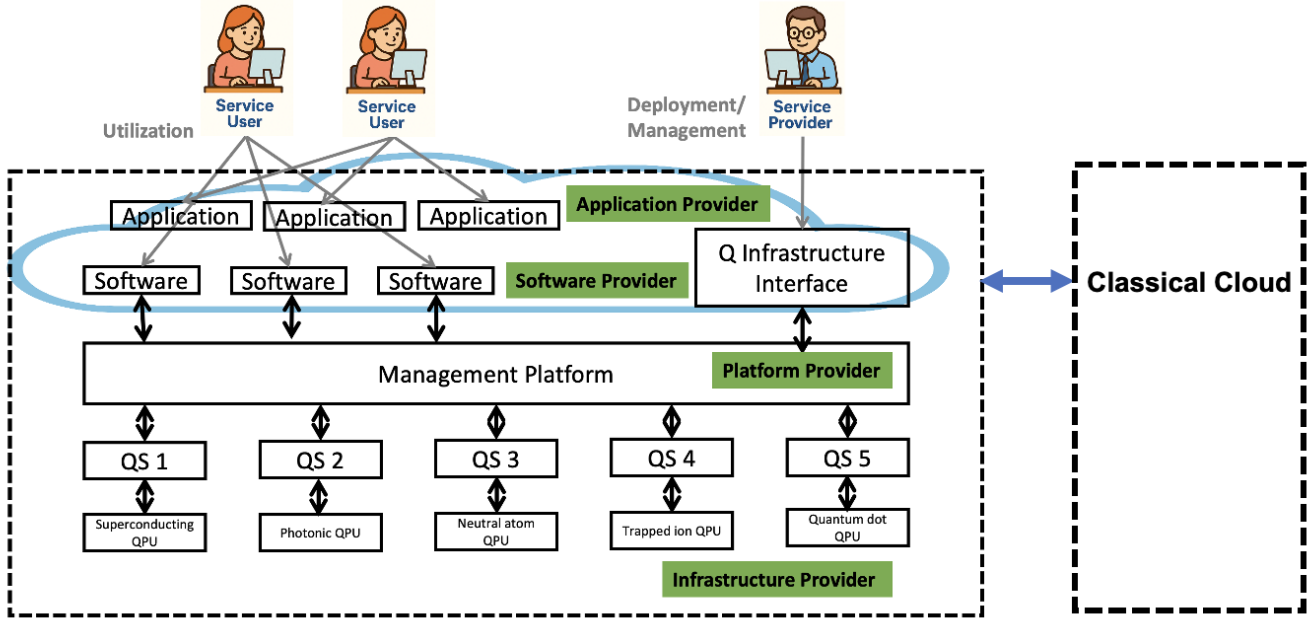 Service
User
Service
User
Service
Provider
Utilization
Deployment/
Management
Application
Application
Application
Application Provider
Software
Software
Software
Software Provider
Q Infrastructure
Interface
Classical Cloud
Management Platform
Platform Provider
QS 1
QS 2
QS 3
QS 4
QS 5
Superconducting
QPU
Photonic QPU
Neutral atom
QPU
Trapped ion QPU
Quantum dot
QPU
Infrastructure Provider